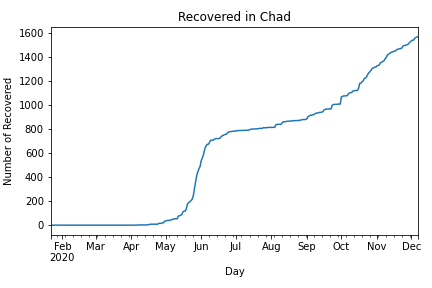 Recovered in Chad
Number of Recovered
1600
1400
1200
1000
800
600
400
200
0
Feb Mar Apr May Jun Jul Aug Sep Oct Nov Dec
2020
Day